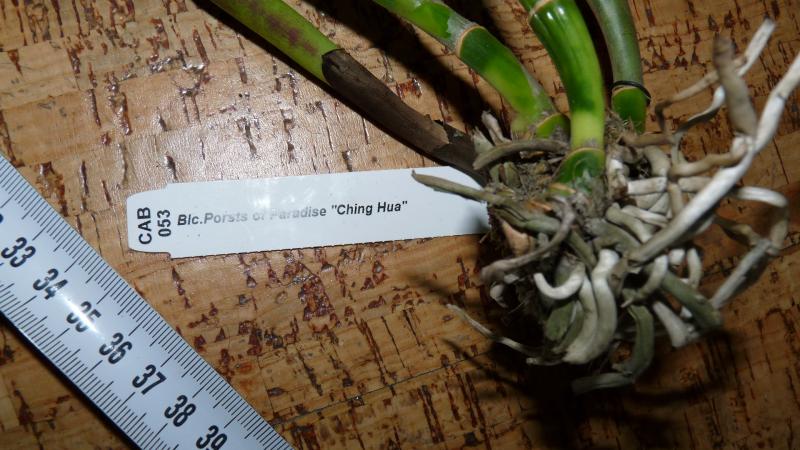 CAB
053
Blc.Porsts of Paradise "Ching Hua"
33 34 35 36 37 38 39